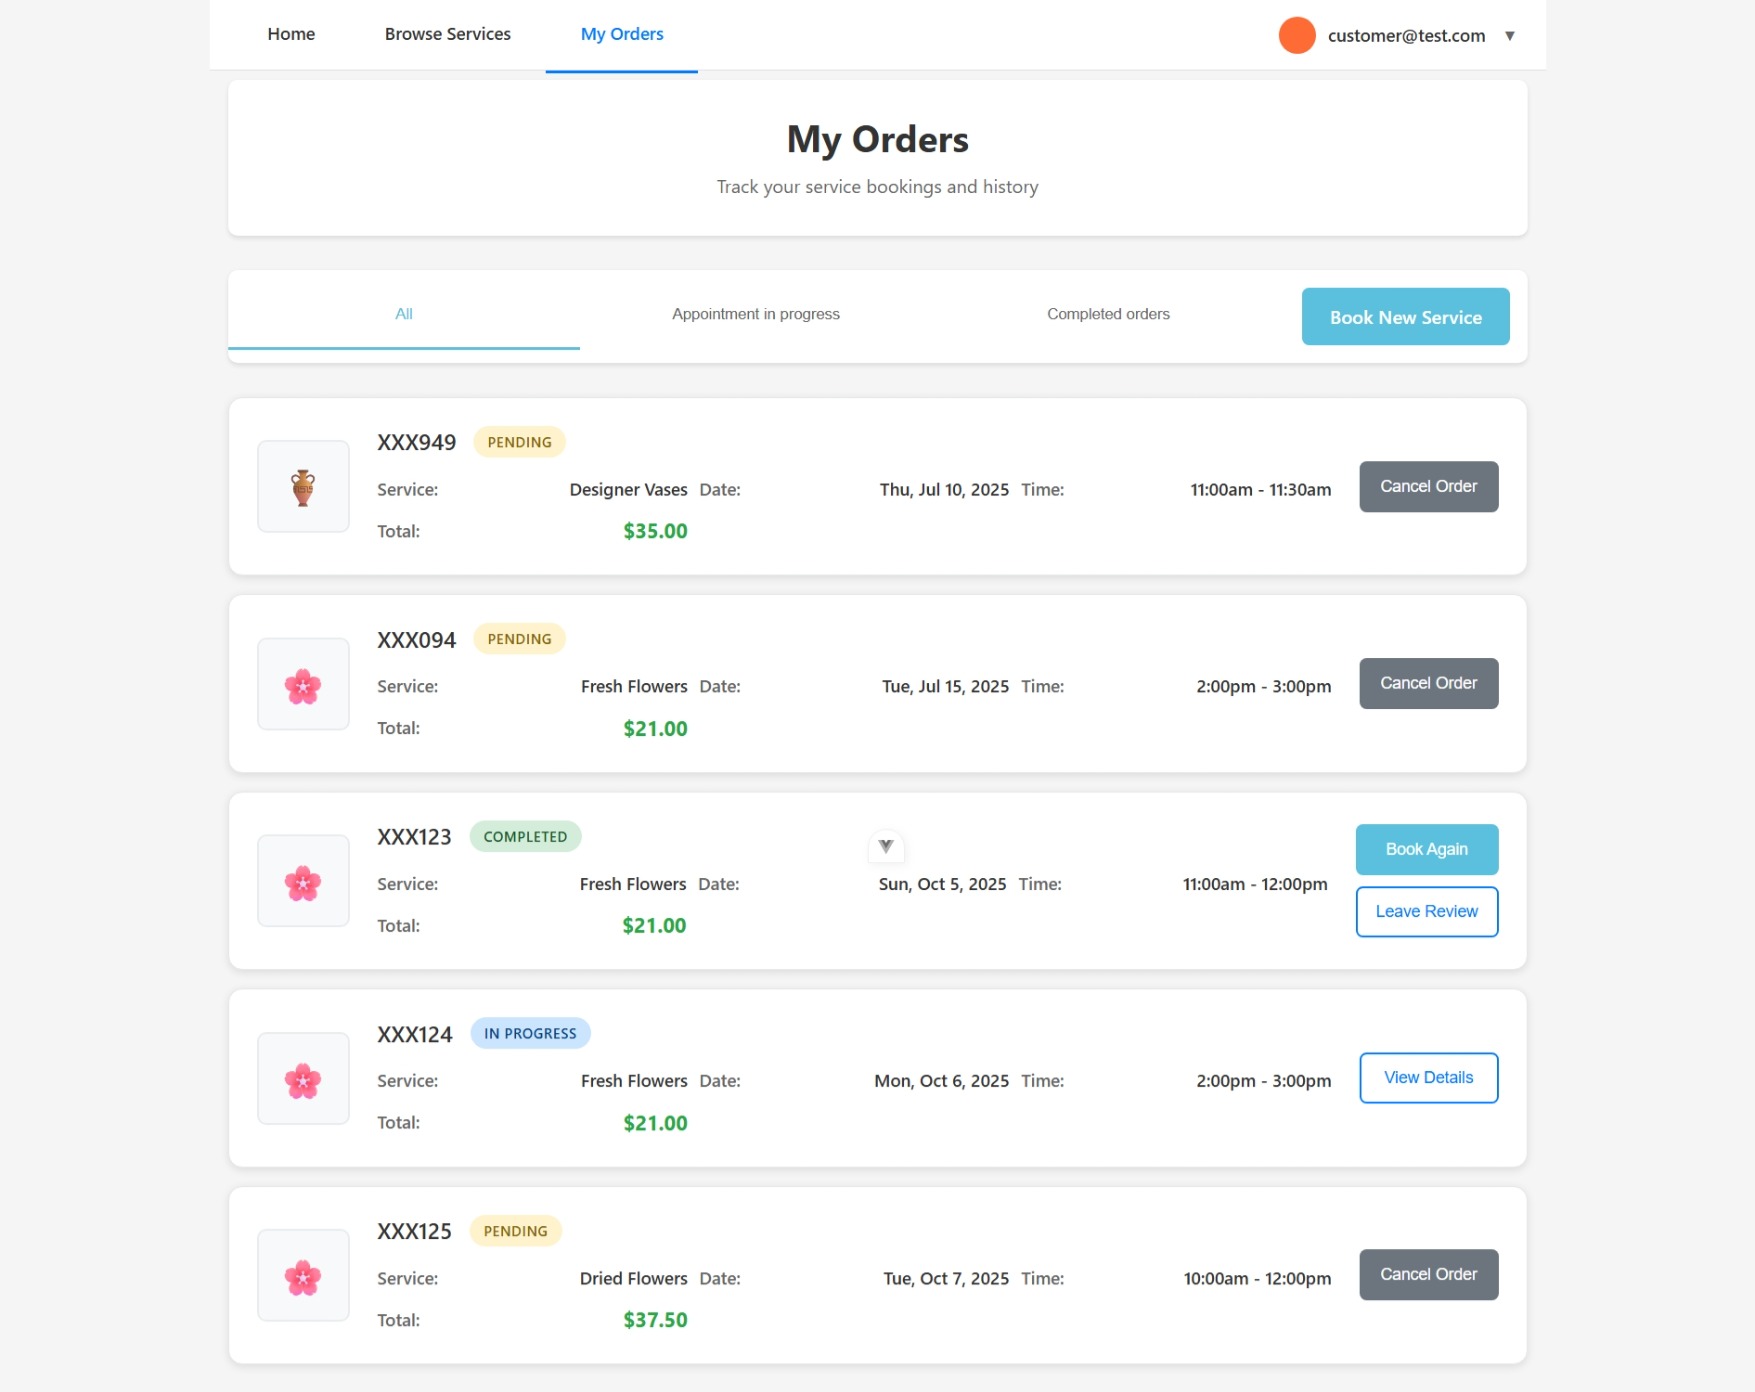 Home Browse Services My Orders customer@test.com ▼
My Orders
Track your service bookings and history
All Appointment in progress Completed orders Book New Service
XXX949 PENDING
Service: Designer Vases Date: Thu, Jul 10, 2025 Time: 11:00am - 11:30am Cancel Order
Total: $35.00
XXX094 PENDING
Service: Fresh Flowers Date: Tue, Jul 15, 2025 Time: 2:00pm - 3:00pm Cancel Order
Total: $21.00
XXX123 COMPLETED
Book Again
Service: Fresh Flowers Date: Sun, Oct 5, 2025 Time: 11:00am - 12:00pm
Leave Review
Total: $21.00
XXX124 IN PROGRESS
Service: Fresh Flowers Date: Mon, Oct 6, 2025 Time: 2:00pm - 3:00pm View Details
Total: $21.00
XXX125 PENDING
Service: Dried Flowers Date: Tue, Oct 7, 2025 Time: 10:00am - 12:00pm Cancel Order
Total: $37.50